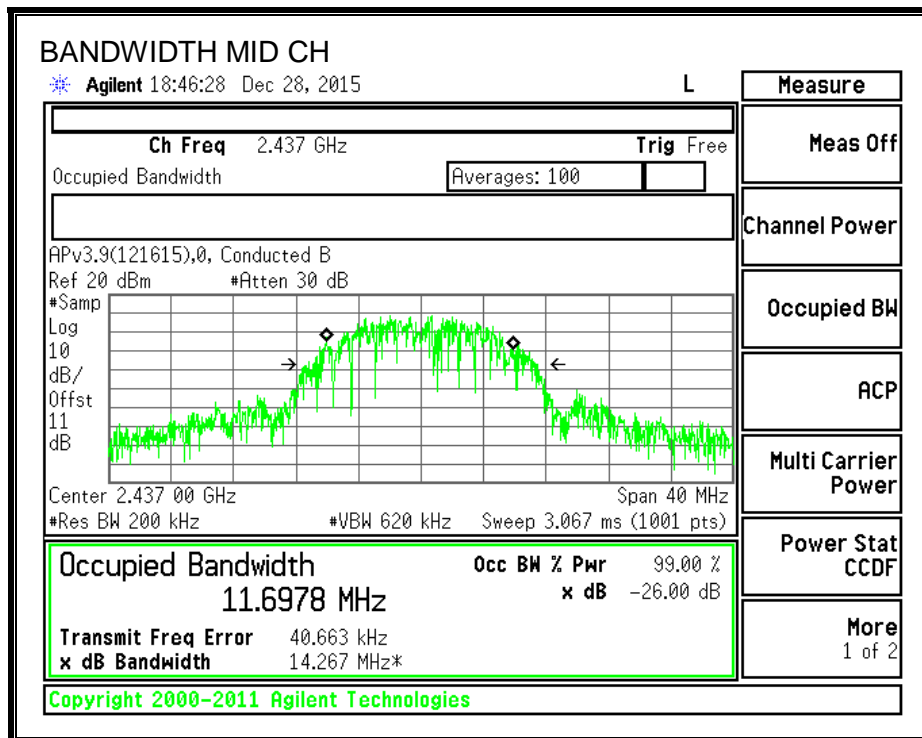 BANDWIDTH MID CH
Agilent 18:46:28 Dec 28, 2015 L
Ch Freq 2.437 GHz Trig Free
Occupied Bandwidth Averages: 100
APv3.9(121615),0, Conducted B
Ref 20 dBm #Atten 30 dB
#Samp
Log
10
dB/
Offst
11
dB
Center 2.437 00 GHz Span 40 MHz
#Res BW 200 kHz #VBW 620 kHz Sweep 3.067 ms (1001 pts)
Occupied Bandwidth Occ BW % Pwr 99.00 %
11.6978 MHz x dB -26.00 dB
Transmit Freq Error 40.663 kHz
x dB Bandwidth 14.267 MHz*
Copyright 2000-2011 Agilent Technologies
Measure
Meas Off
Channel Power
Occupied BW
ACP
Multi Carrier
Power
Power Stat
CCDF
More
1 of 2